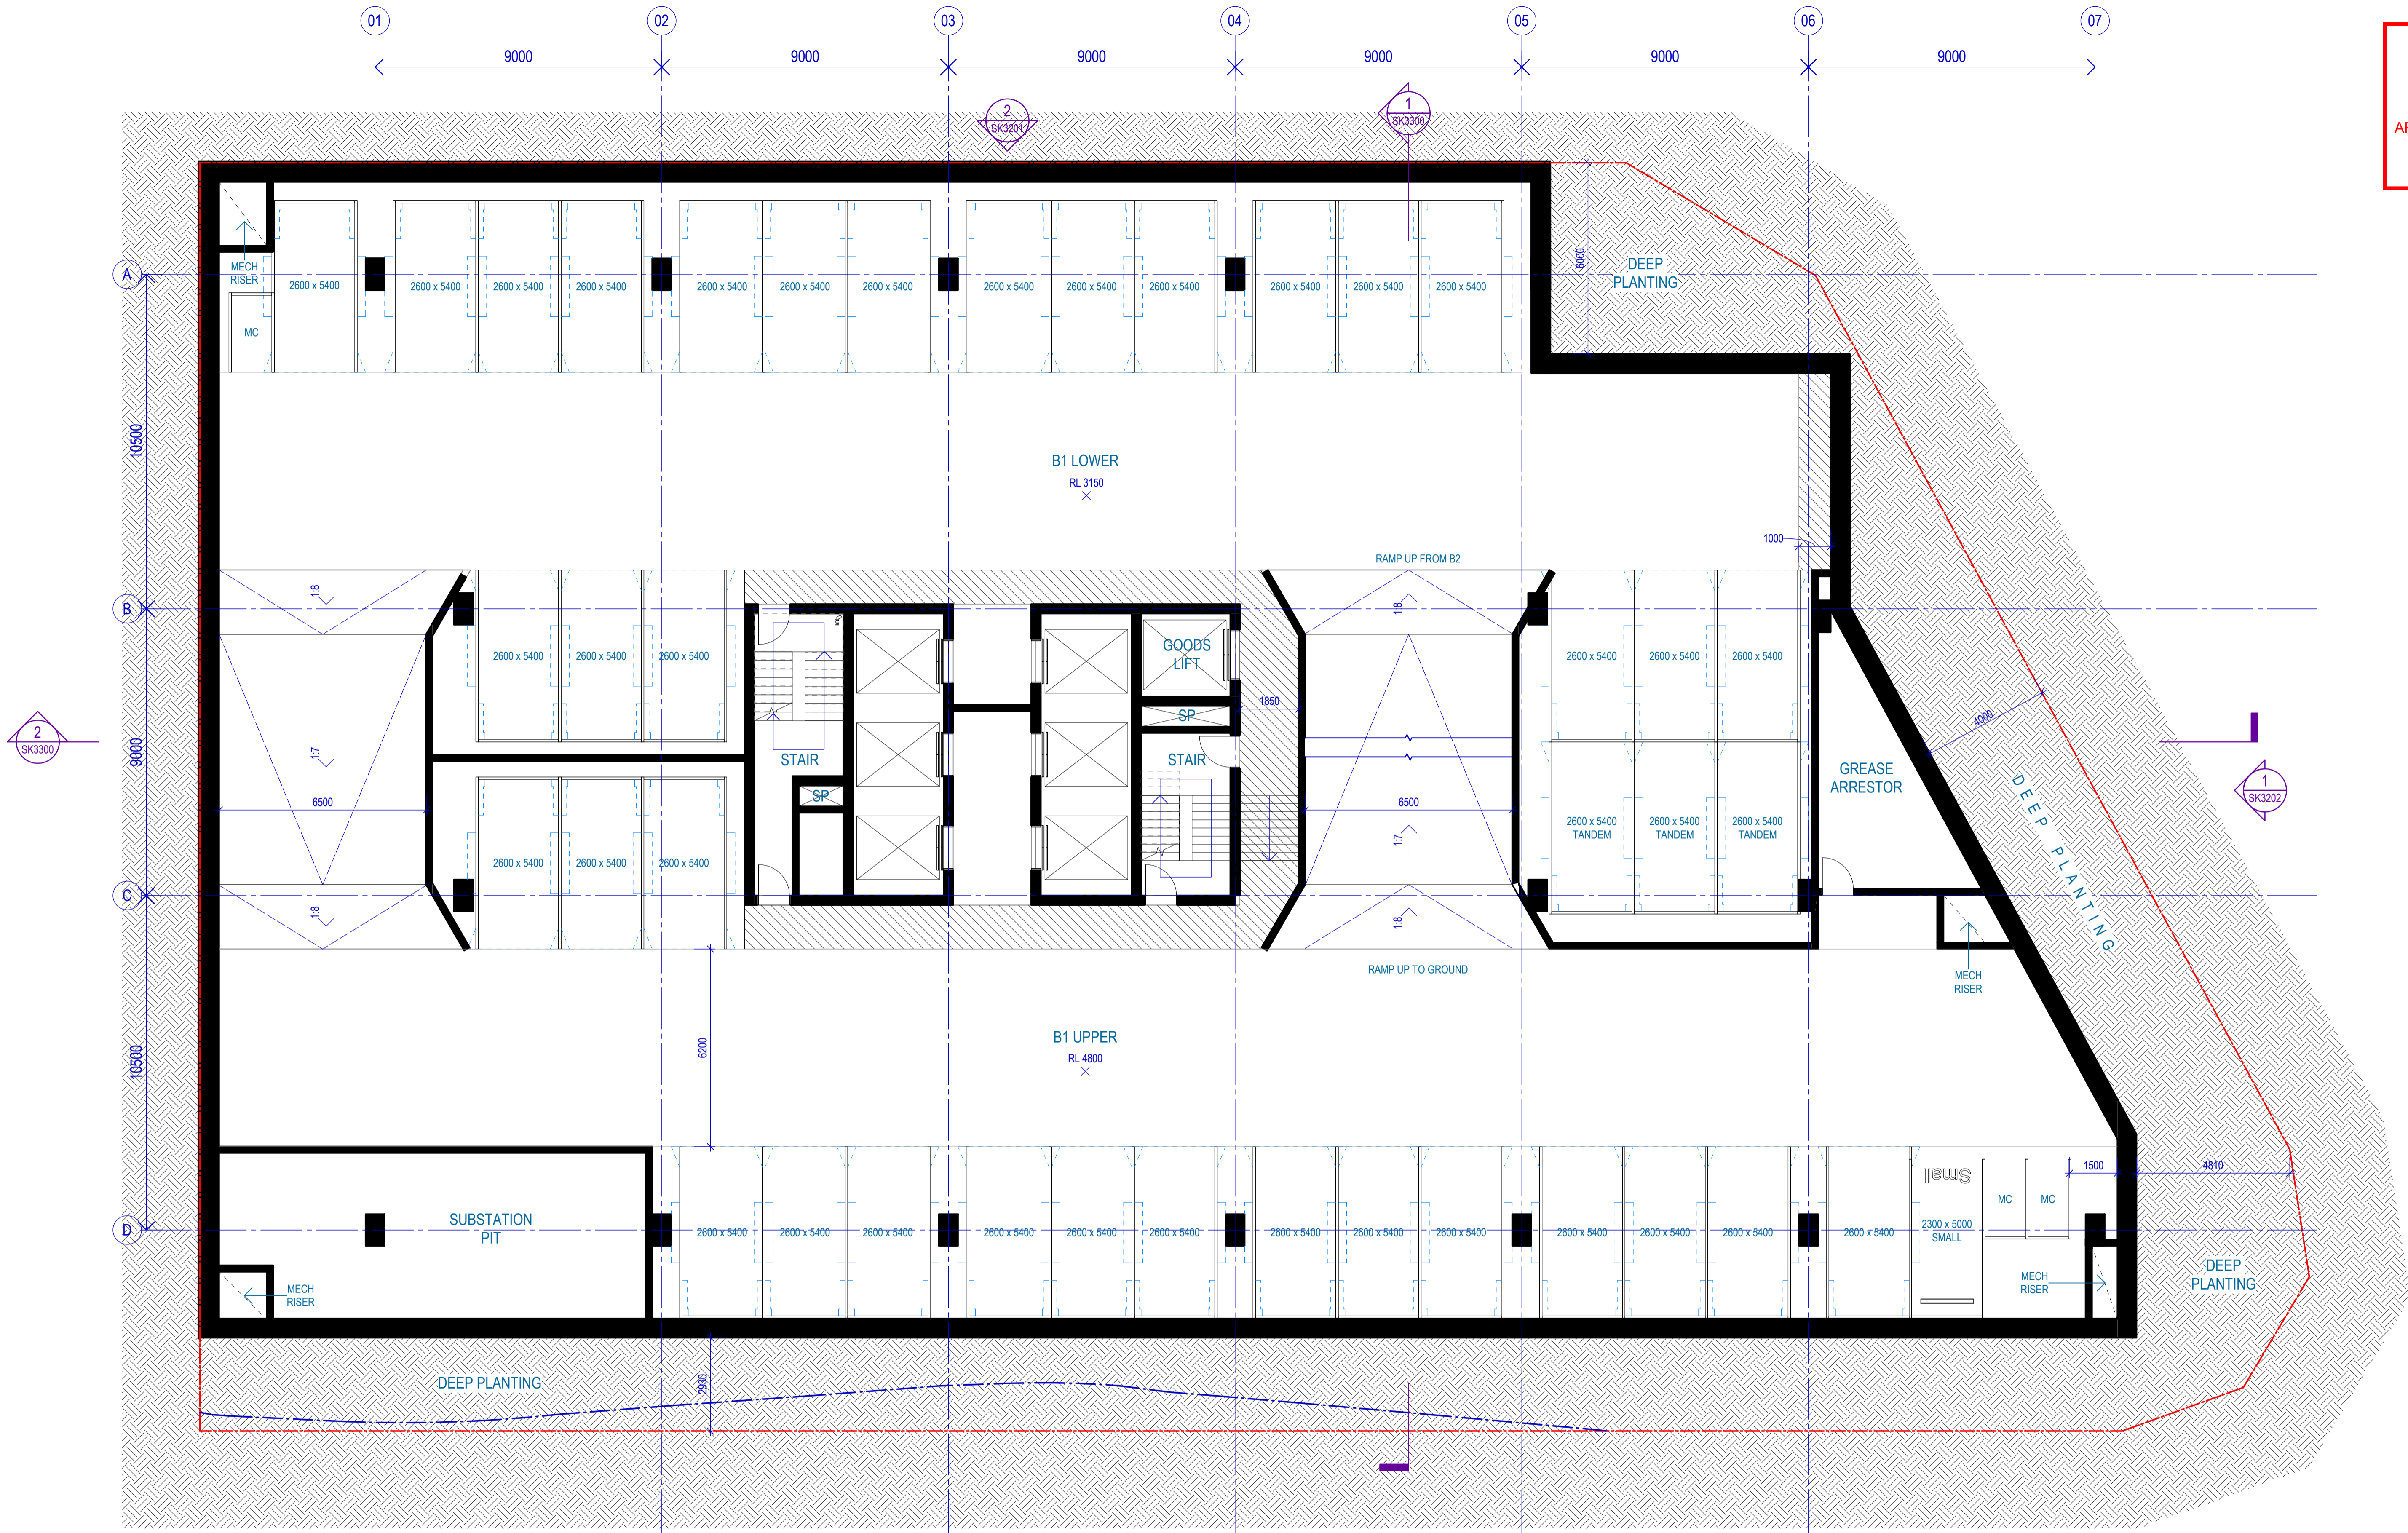 01
02
03
04
05
06
07
9000
9000
9000
9000
9000
9000
2
SK3201
1
SK3300
6000
DEEP
PLANTING
A
MECH
RISER
MC
2600 x 5400
2600 x 5400
2600 x 5400
2600 x 5400
2600 x 5400
2600 x 5400
2600 x 5400
2600 x 5400
2600 x 5400
2600 x 5400
2600 x 5400
2600 x 5400
2600 x 5400
10500
B1 LOWER
RL 3150
1000
RAMP UP FROM B2
B
1:8
1:8
2600 x 5400
2600 x 5400
2600 x 5400
GOODS
LIFT
2600 x 5400
2600 x 5400
2600 x 5400
1850
SP
4000
2
SK3300
9000
1:7
STAIR
STAIR
GREASE
ARRESTOR
DEEP PLANTING
1
SK3202
6500
SP
6500
2600 x 5400
TANDEM
2600 x 5400
TANDEM
2600 x 5400
TANDEM
1:7
2600 x 5400
2600 x 5400
2600 x 5400
C
1:8
1:8
RAMP UP TO GROUND
MECH
RISER
10500
6200
B1 UPPER
RL 4800
Small
1500
4810
D
SUBSTATION
PIT
2600 x 5400
2600 x 5400
2600 x 5400
2600 x 5400
2600 x 5400
2600 x 5400
2600 x 5400
2600 x 5400
2600 x 5400
2600 x 5400
2600 x 5400
2600 x 5400
2600 x 5400
2300 x 5000
SMALL
MC
MC
MECH
RISER
MECH
RISER
DEEP
PLANTING
DEEP PLANTING
2930